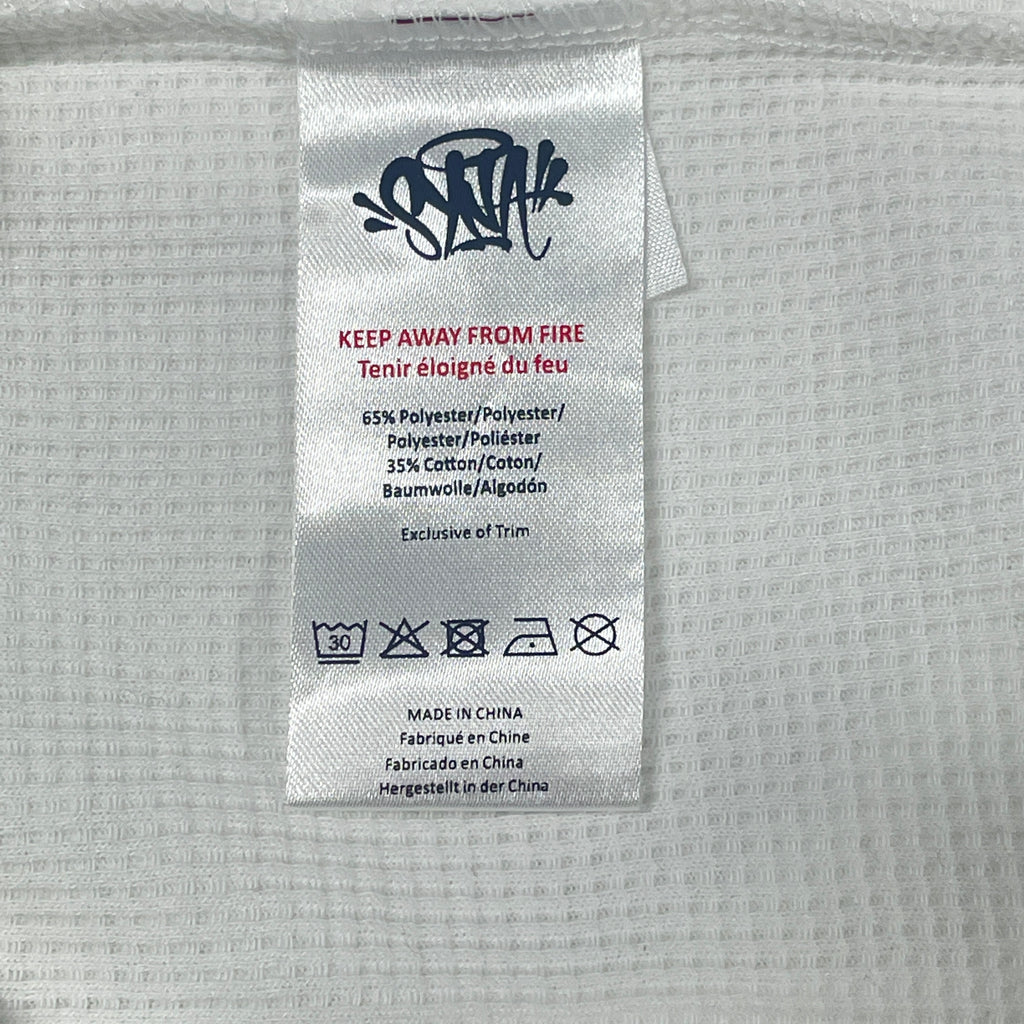 SYNA
KEEP AWAY FROM FIRE
Tenir éloigné du feu
65% Polyester/Polyester/
Polyester/Poliéster
35% Cotton/Coton/
Baumwolle/Algodón
Exclusive of Trim
30
MADE IN CHINA
Fabriqué en Chine
Fabricado en China
Hergestellt in der China